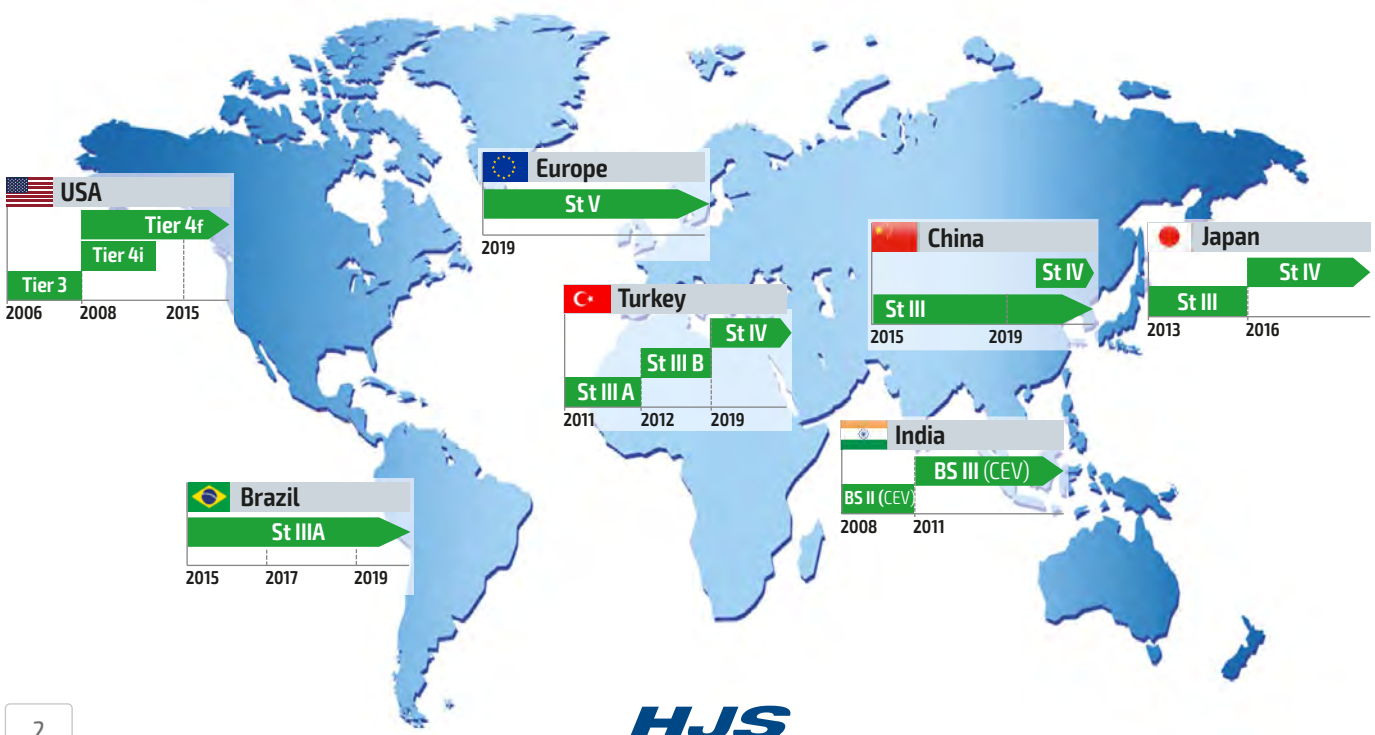 USA
Tier 4f
Tier 4i
Tier 3
2006 2008 2015
Europe
St V
2019
Turkey
St IV
St III B
St III A
2011 2012 2019
China
St IV
St III
2015 2019
Japan
St IV
St III
2013 2016
India
BS III (CEV)
BS II (CEV)
2008 2011
Brazil
St IIIA
2015 2017 2019
2
HJS